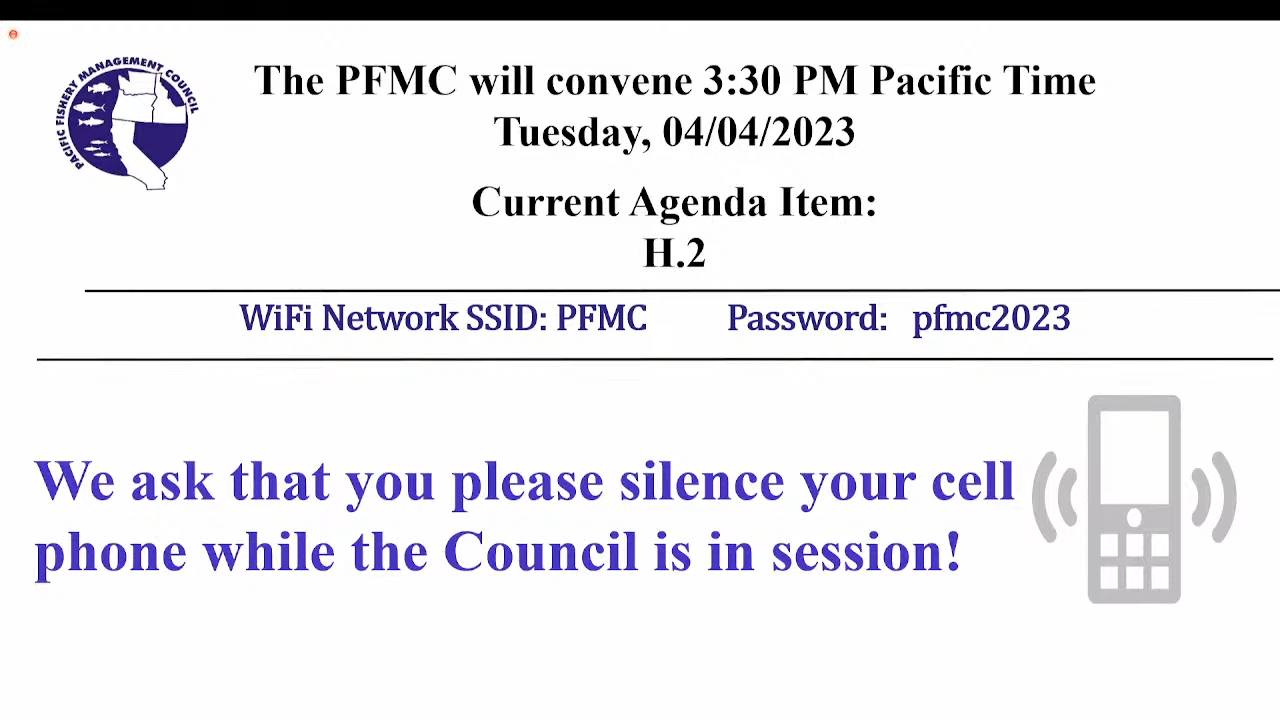 PACIFIC FISHERY MANAGEMENT COUNCIL
The PFMC will convene 3:30 PM Pacific Time
Tuesday, 04/04/2023
Current Agenda Item:
H.2
WiFi Network SSID: PFMC Password: pfmc2023
We ask that you please silence your cell
phone while the Council is in session!